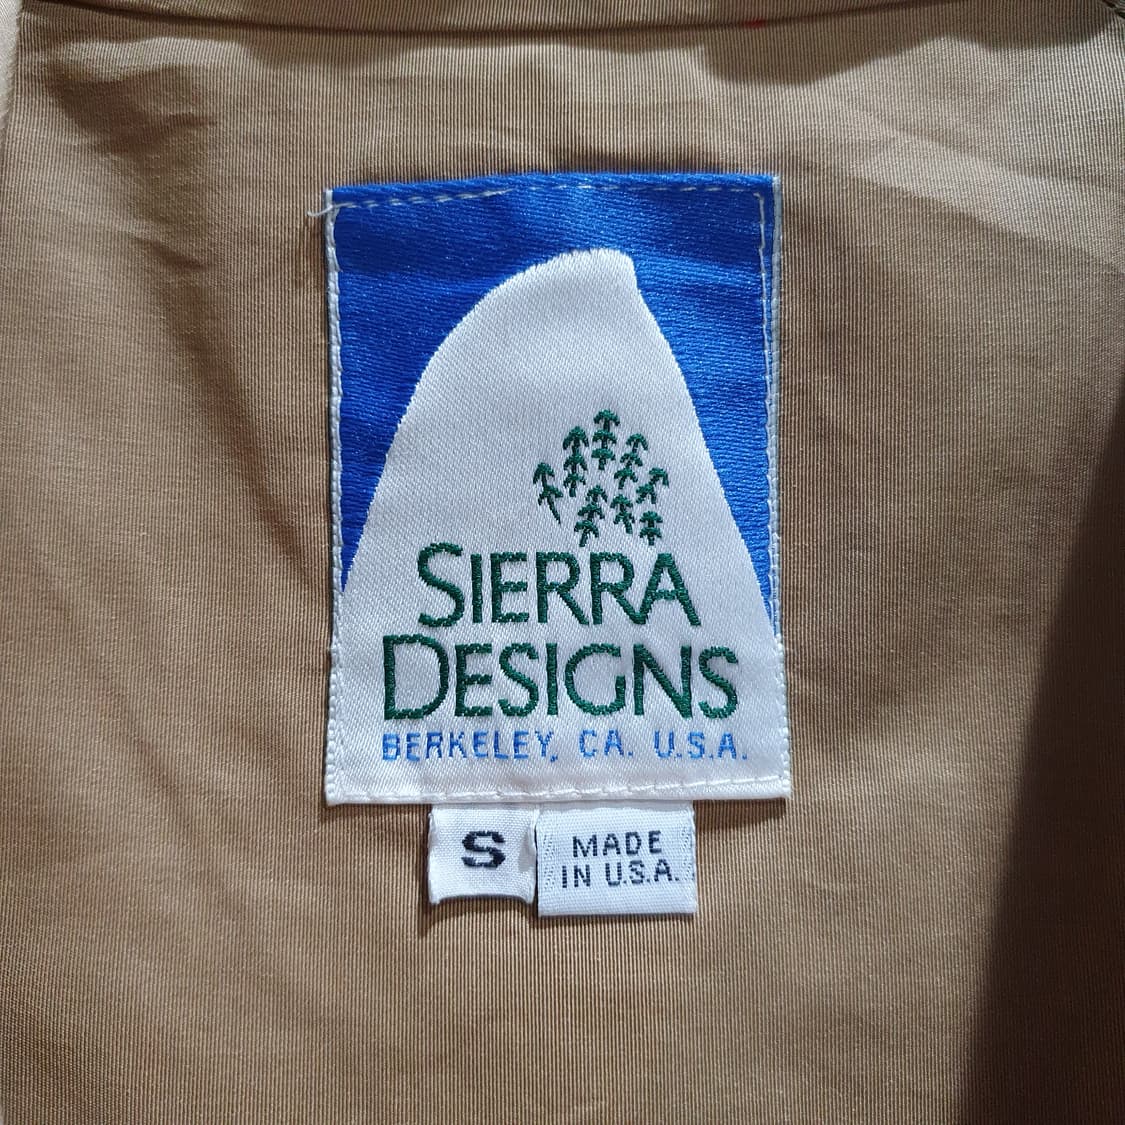 SIERRA
DESIGNS
BERKELEY, CA. U.S.A.
S
MADE
IN U.S.A.